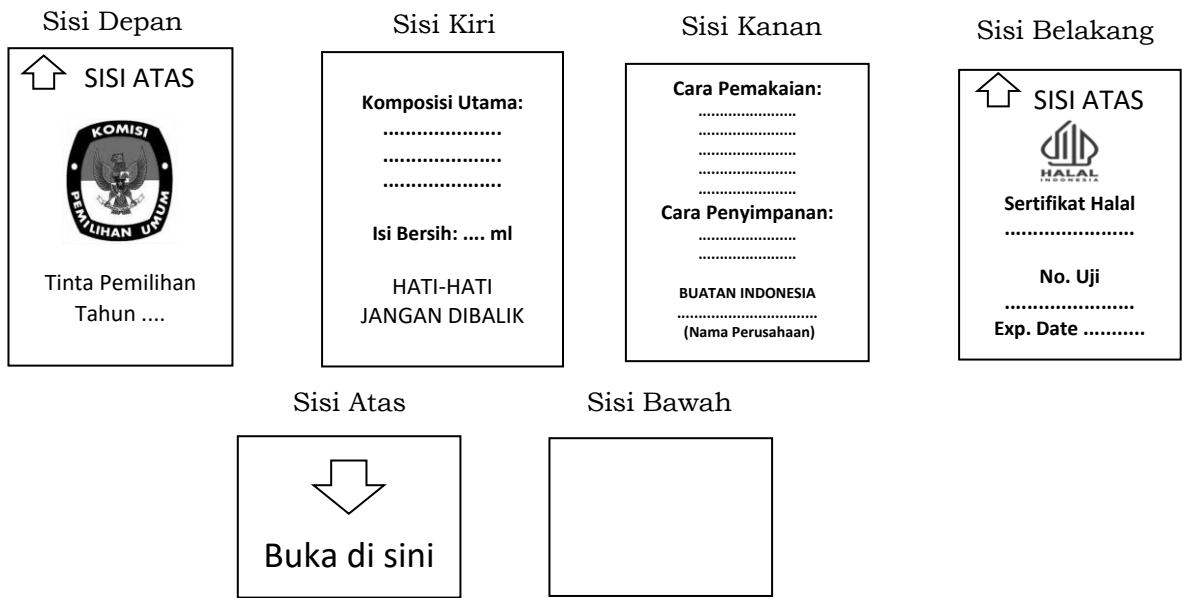 Sisi Depan
SISI ATAS
KOMISI
PEMILIHAN UMUM
Tinta Pemilihan
Tahun ....
Sisi Kiri
Komposisi Utama:
.....................
.....................
.....................
Isi Bersih: .... ml
HATI-HATI
JANGAN DIBALIK
Sisi Kanan
Cara Pemakaian:
.......................
.......................
.......................
.......................
.......................
Cara Penyimpanan:
.......................
.......................
BUATAN INDONESIA
.................................
(Nama Perusahaan)
Sisi Belakang
SISI ATAS
HALAL
INDONESIA
Sertifikat Halal
.......................
No. Uji
.......................
Exp. Date ...........
Sisi Atas
Buka di sini
Sisi Bawah